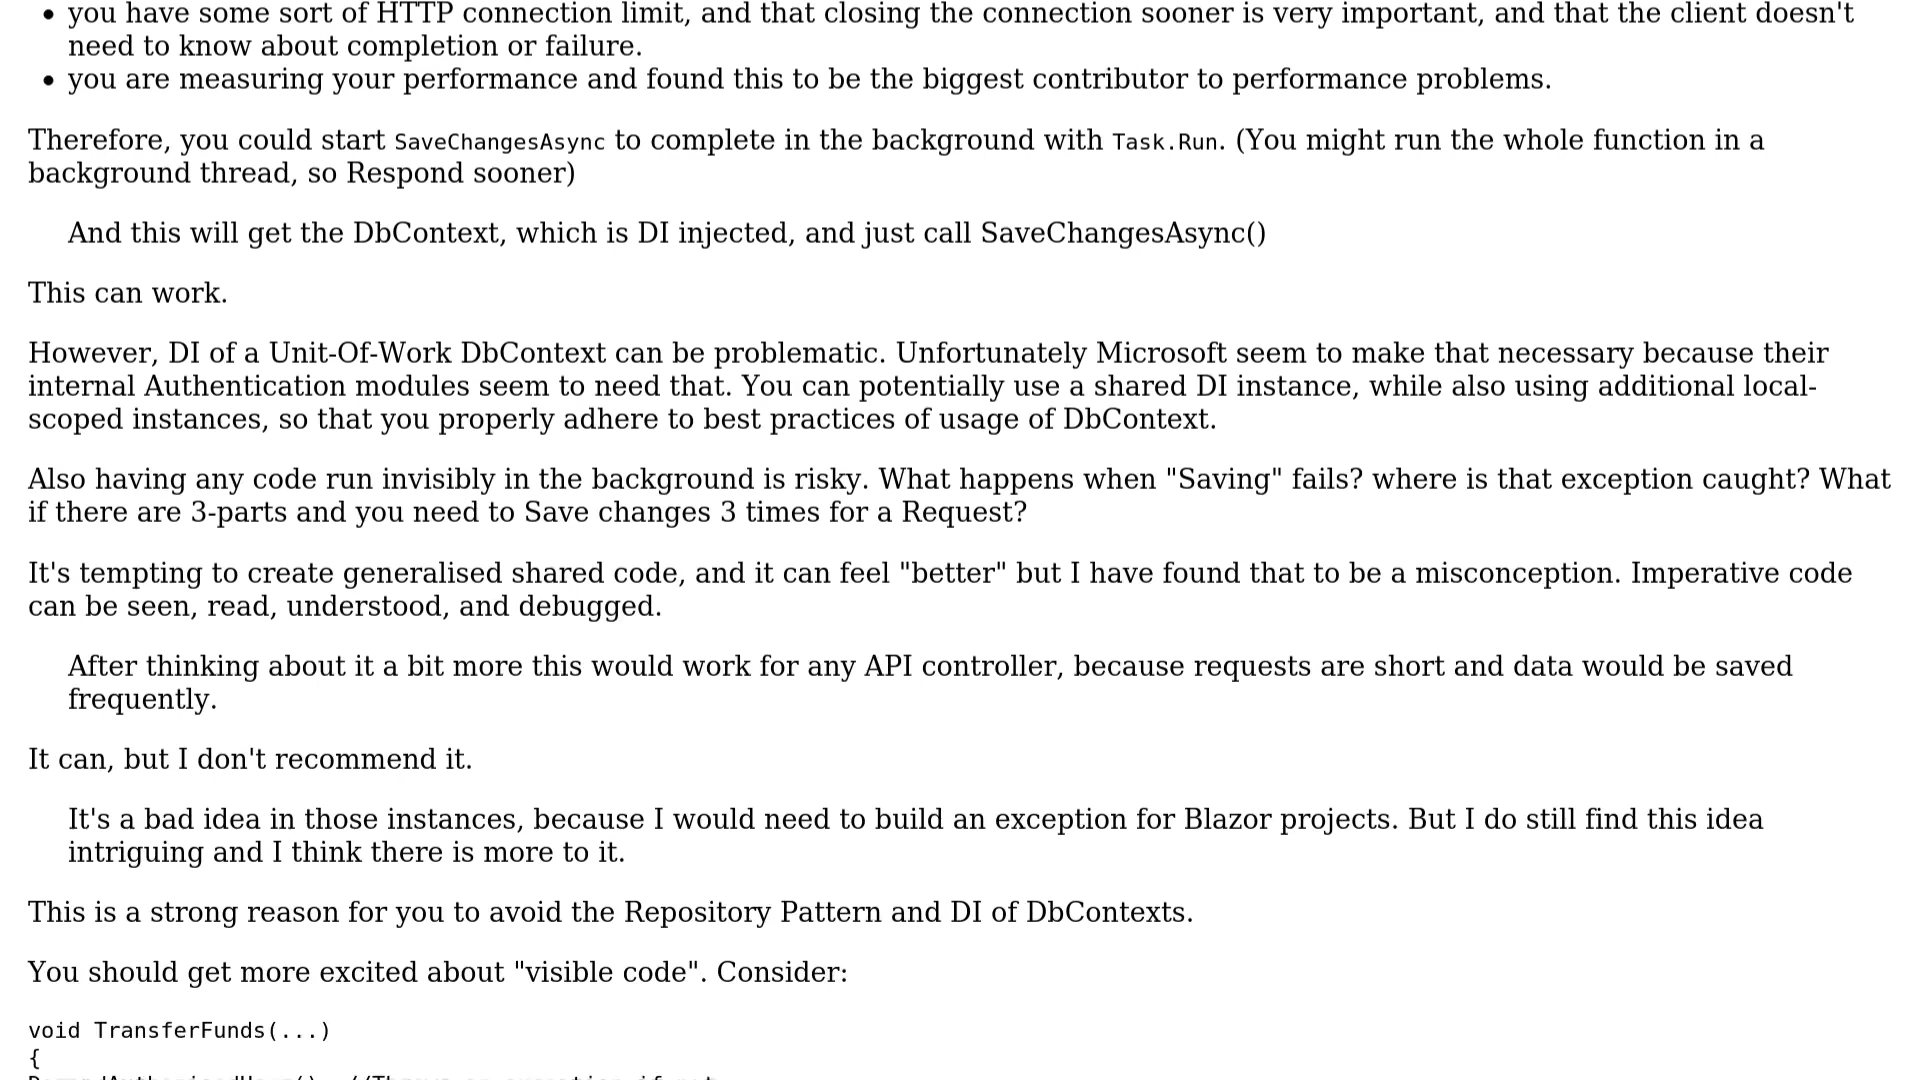 • you have some sort of HTTP connection limit, and that closing the connection sooner is very important, and that the client doesn't
need to know about completion or failure.
• you are measuring your performance and found this to be the biggest contributor to performance problems.
Therefore, you could start SaveChangesAsync to complete in the background with Task.Run. (You might run the whole function in a
background thread, so Respond sooner)
And this will get the DbContext, which is DI injected, and just call SaveChangesAsync()
This can work.
However, DI of a Unit-Of-Work DbContext can be problematic. Unfortunately Microsoft seem to make that necessary because their
internal Authentication modules seem to need that. You can potentially use a shared DI instance, while also using additional local-
scoped instances, so that you properly adhere to best practices of usage of DbContext.
Also having any code run invisibly in the background is risky. What happens when "Saving" fails? where is that exception caught? What
if there are 3-parts and you need to Save changes 3 times for a Request?
It's tempting to create generalised shared code, and it can feel "better" but I have found that to be a misconception. Imperative code
can be seen, read, understood, and debugged.
After thinking about it a bit more this would work for any API controller, because requests are short and data would be saved
frequently.
It can, but I don't recommend it.
It's a bad idea in those instances, because I would need to build an exception for Blazor projects. But I do still find this idea
intriguing and I think there is more to it.
This is a strong reason for you to avoid the Repository Pattern and DI of DbContexts.
You should get more excited about "visible code". Consider:
void TransferFunds(...)
{